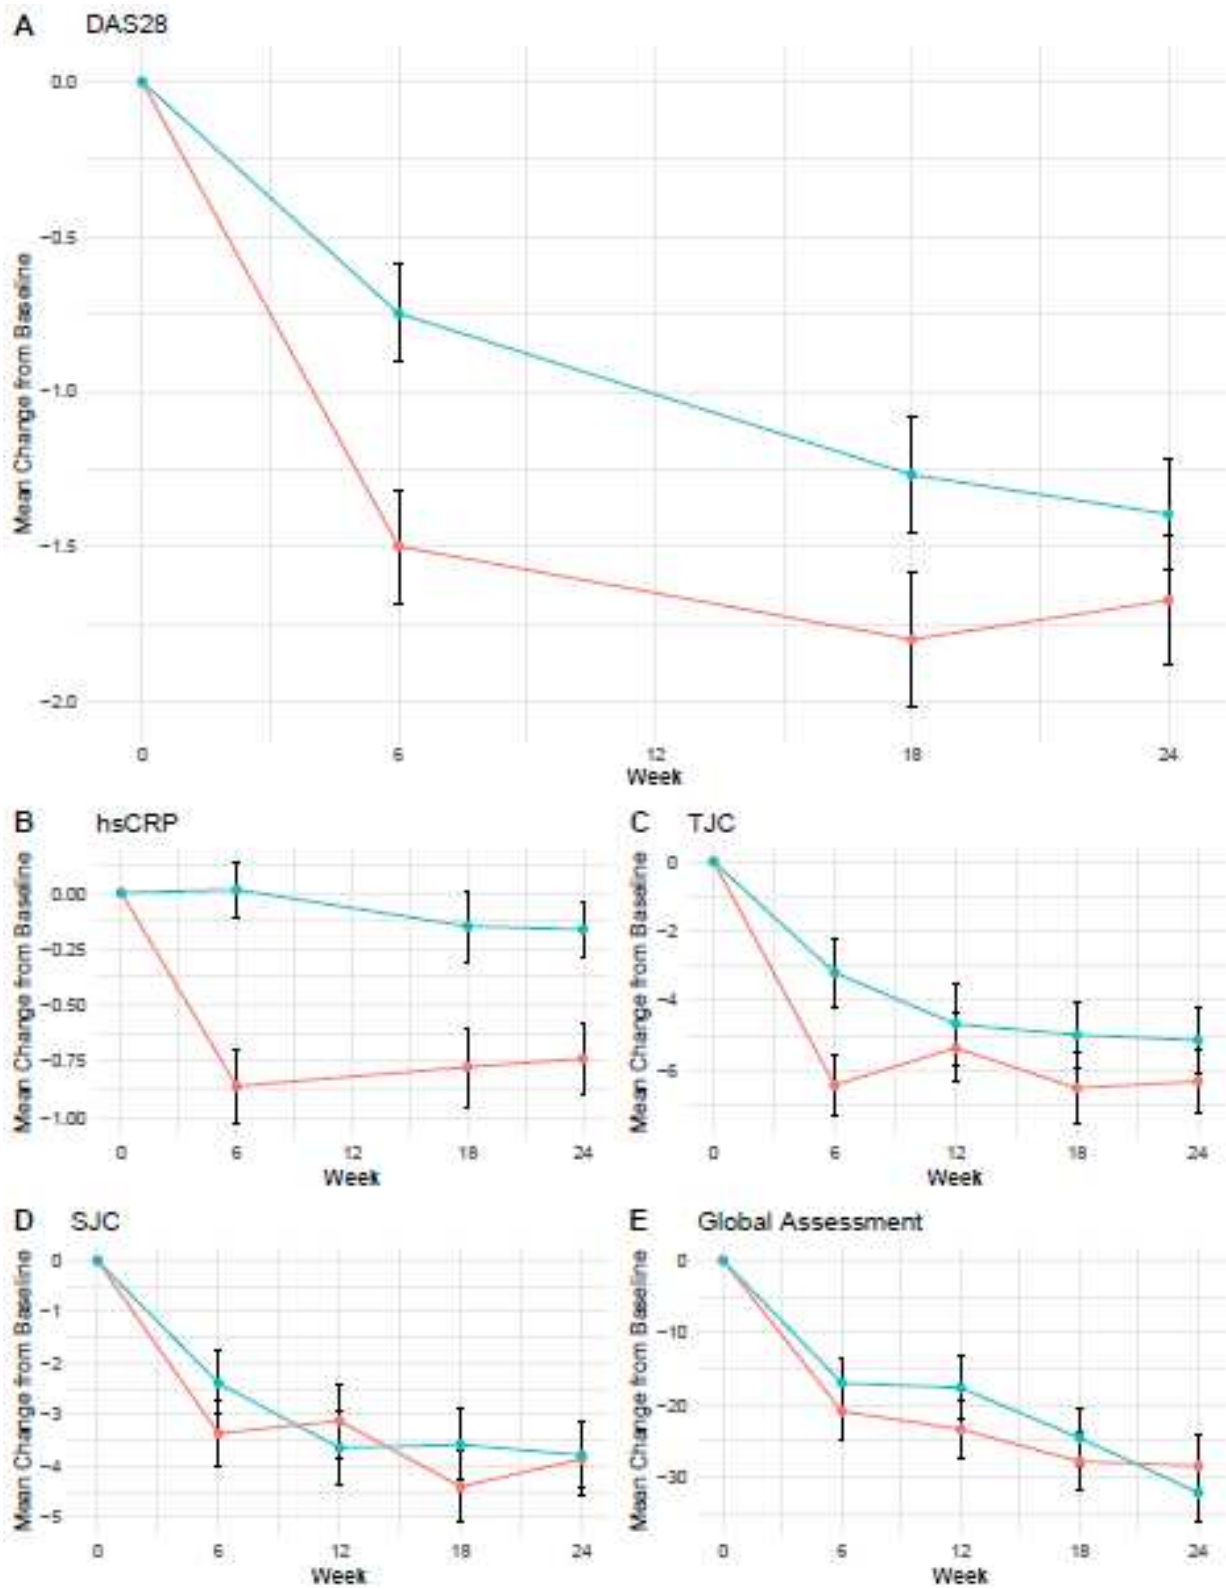 A DAS28
0.0
−0.5
−1.0
−1.5
−2.0
Mean Change from Baseline
0 6 12 18 24
Week
B hsCRP
0.00
−0.25
−0.50
−0.75
−1.00
Mean Change from Baseline
0 6 12 18 24
Week
C TJC
0
−2
−4
−6
Mean Change from Baseline
0 6 12 18 24
Week
D SJC
0
−1
−2
−3
−4
−5
Mean Change from Baseline
0 6 12 18 24
Week
E Global Assessment
0
−10
−20
−30
Mean Change from Baseline
0 6 12 18 24
Week